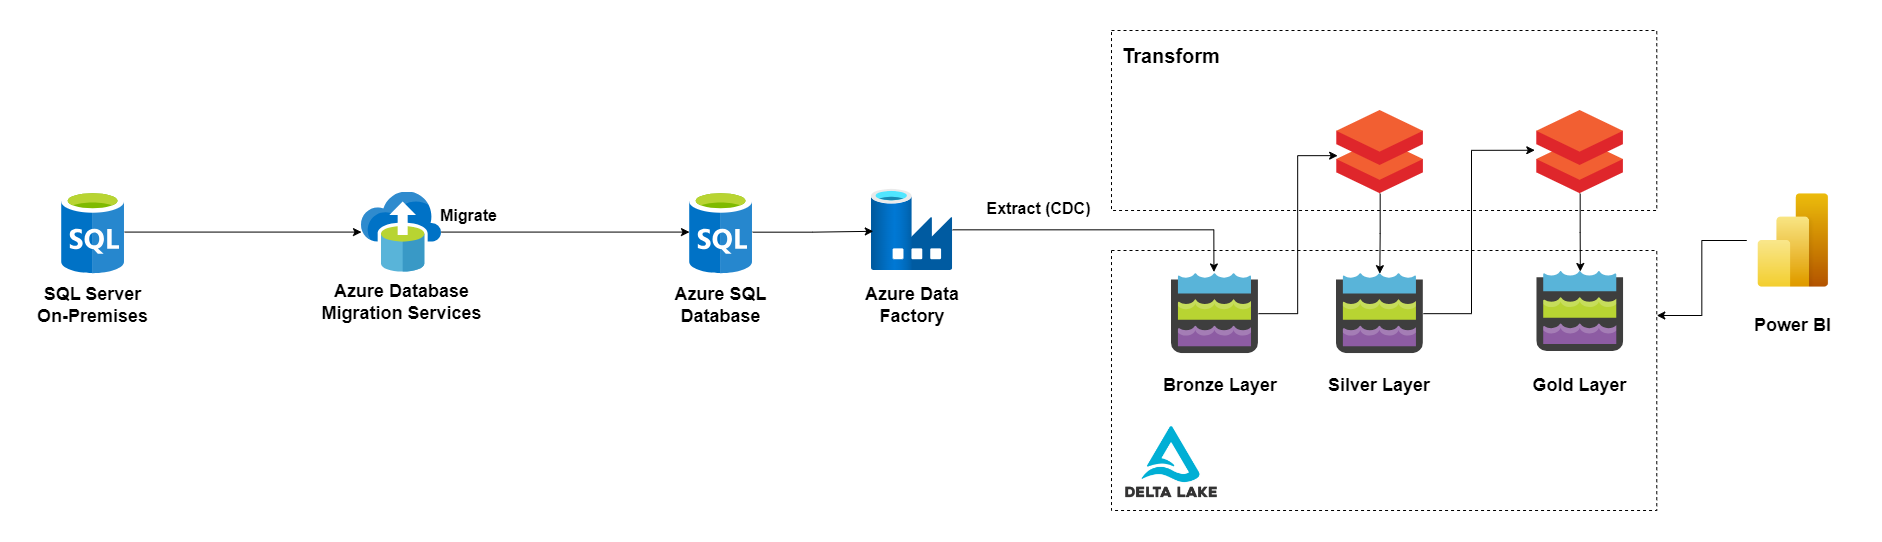 Transform
SQL
Migrate
SQL
Extract (CDC)
SQL Server
On-Premises
Azure Database
Migration Services
Azure SQL
Database
Azure Data
Factory
Power BI
Bronze Layer
Silver Layer
Gold Layer
DELTA LAKE